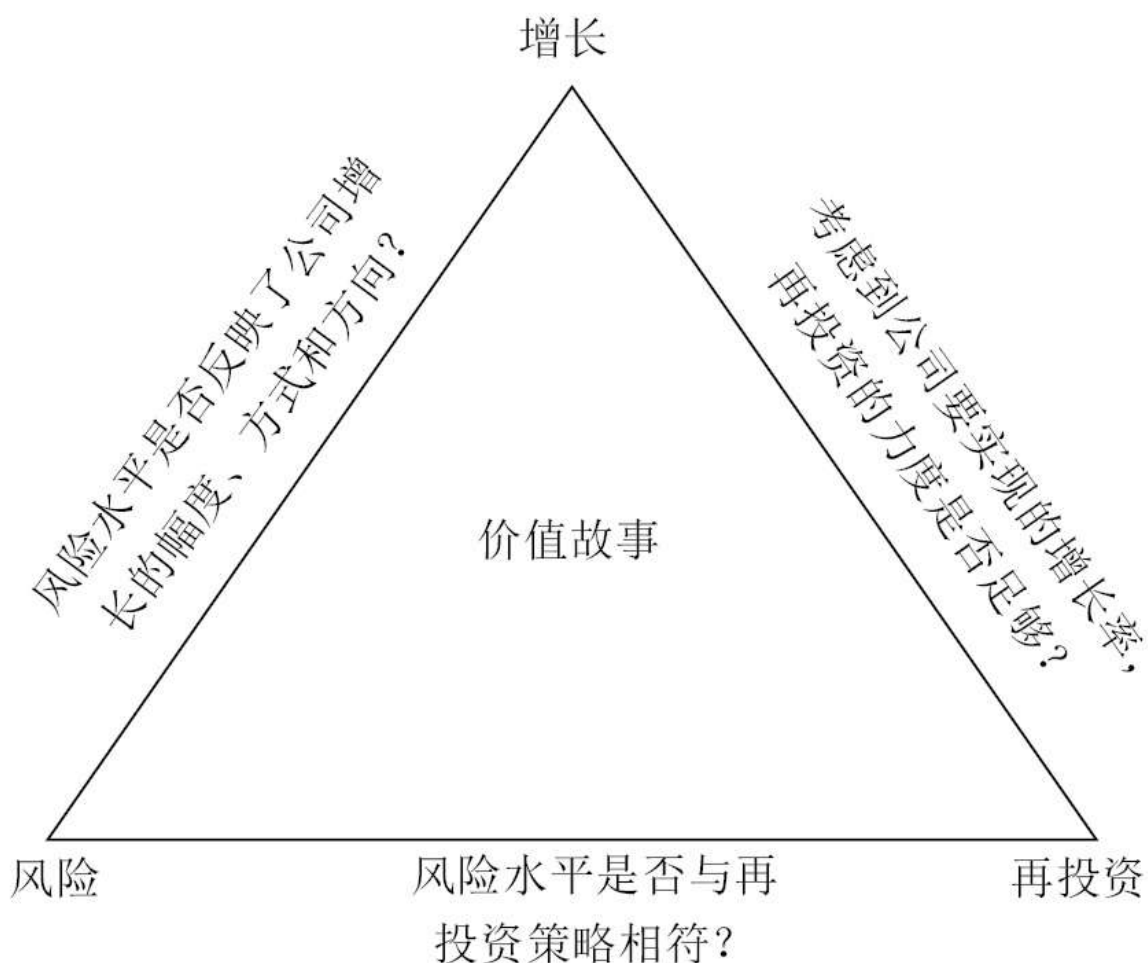 增长
风险水平是否反映了公司增
长的幅度、方式和方向?
考虑到公司要实现的增长率,
再投资的力度是否足够?
价值故事
风险
风险水平是否与再
投资策略相符?
再投资